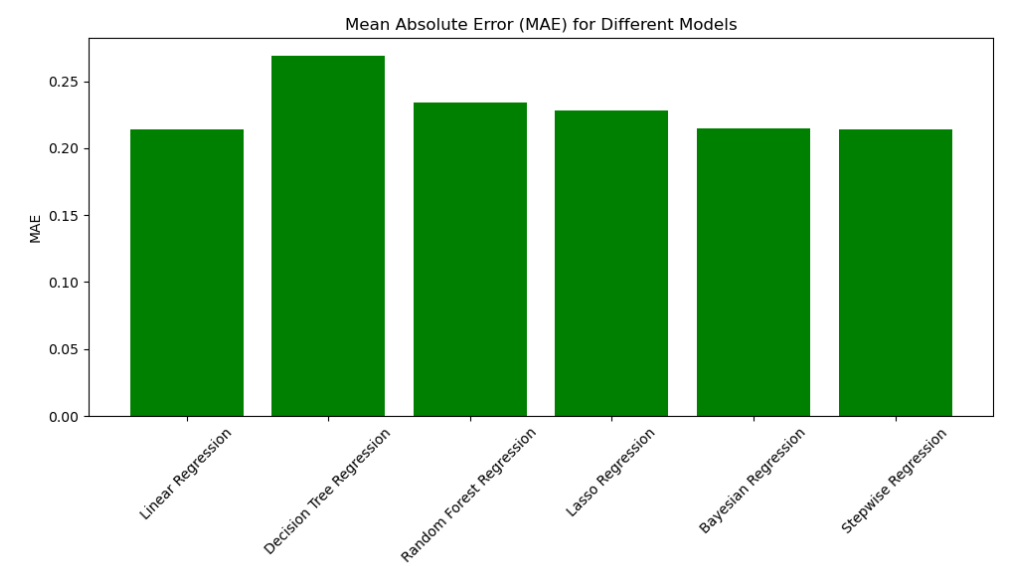 Mean Absolute Error (MAE) for Different Models
MAE
0.25
0.20
0.15
0.10
0.05
0.00
Linear Regression
Decision Tree Regression
Random Forest Regression
Lasso Regression
Bayesian Regression
Stepwise Regression